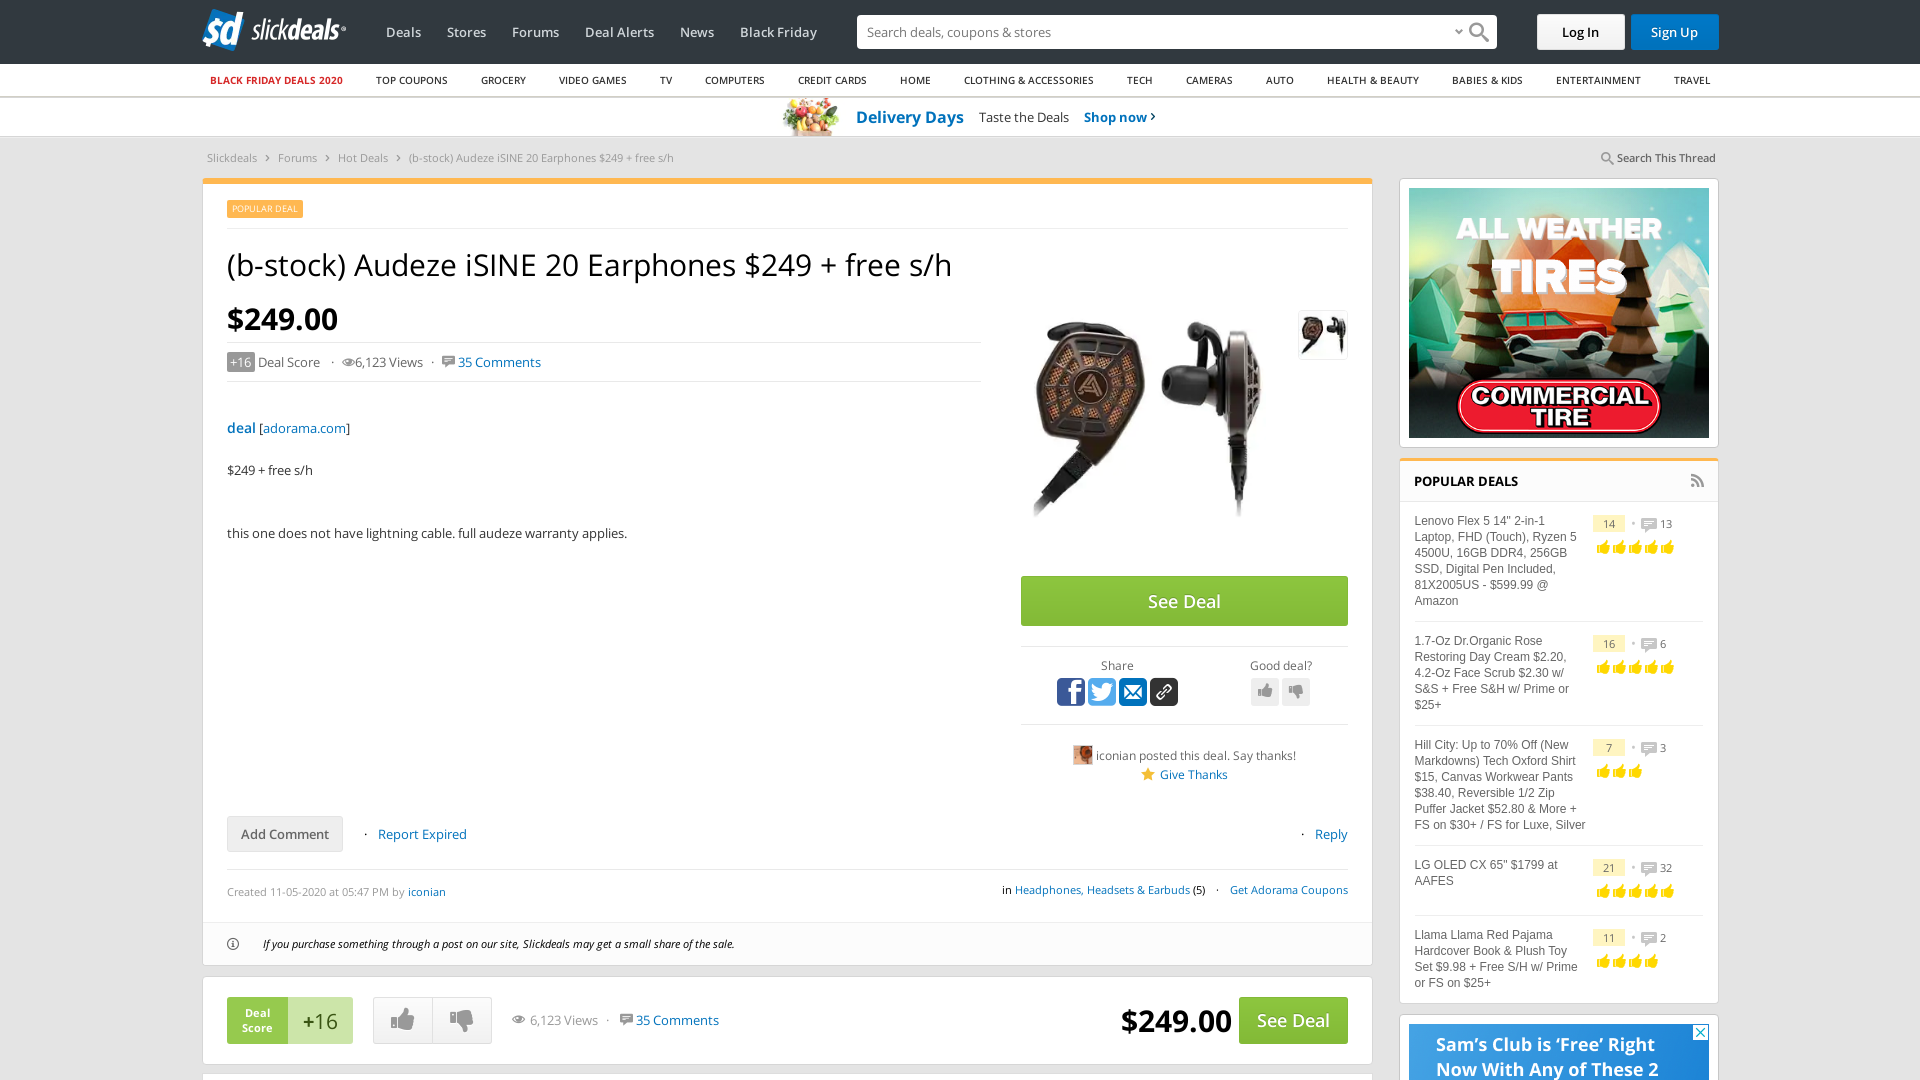 slickdeals
Deals
Stores
Forums
Deal Alerts
News
Black Friday
Search deals, coupons & stores
Log In
Sign Up
BLACK FRIDAY DEALS 2020
TOP COUPONS
GROCERY
VIDEO GAMES
TV
COMPUTERS
CREDIT CARDS
HOME
CLOTHING & ACCESSORIES
TECH
CAMERAS
AUTO
HEALTH & BEAUTY
BABIES & KIDS
ENTERTAINMENT
TRAVEL
Delivery Days Taste the Deals Shop now
Slickdeals > Forums > Hot Deals > (b-stock) Audeze iSINE 20 Earphones $249 + free s/h
Search This Thread
POPULAR DEAL
(b-stock) Audeze iSINE 20 Earphones $249 + free s/h
$249.00
+16 Deal Score · 6,123 Views · 35 Comments
deal [adorama.com]
$249 + free s/h
this one does not have lightning cable. full audeze warranty applies.
See Deal
Share
Good deal?
iconian posted this deal. Say thanks!
Give Thanks
Add Comment
· Report Expired
· Reply
Created 11-05-2020 at 05:47 PM by iconian
in Headphones, Headsets & Earbuds (5) · Get Adorama Coupons
If you purchase something through a post on our site, Slickdeals may get a small share of the sale.
Deal
Score
+16
6,123 Views · 35 Comments
$249.00
See Deal
ALL WEATHER
TIRES
COMMERCIAL
TIRE
POPULAR DEALS
Lenovo Flex 5 14" 2-in-1
Laptop, FHD (Touch), Ryzen 5
4500U, 16GB DDR4, 256GB
SSD, Digital Pen Included,
81X2005US - $599.99 @
Amazon
14 • 13
1.7-Oz Dr.Organic Rose
Restoring Day Cream $2.20,
4.2-Oz Face Scrub $2.30 w/
S&S + Free S&H w/ Prime or
$25+
16 • 6
Hill City: Up to 70% Off (New
Markdowns) Tech Oxford Shirt
$15, Canvas Workwear Pants
$38.40, Reversible 1/2 Zip
Puffer Jacket $52.80 & More +
FS on $30+ / FS for Luxe, Silver
7 • 3
LG OLED CX 65" $1799 at
AAFES
21 • 32
Llama Llama Red Pajama
Hardcover Book & Plush Toy
Set $9.98 + Free S/H w/ Prime
or FS on $25+
11 • 2
Sam's Club is 'Free' Right
Now With Any of These 2